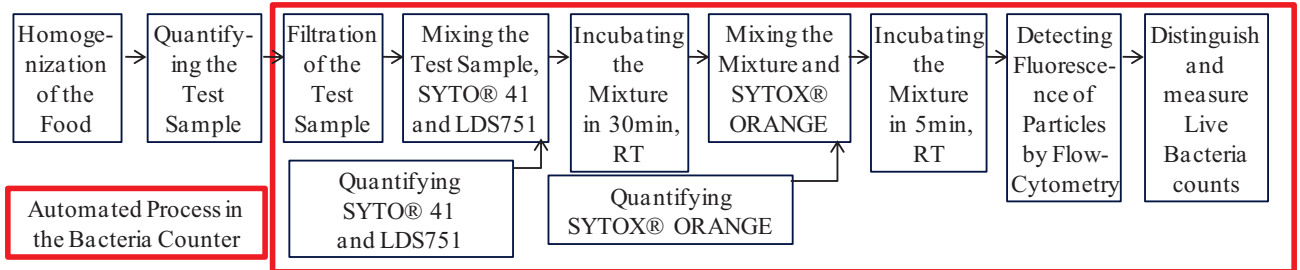 Homoge-
nization
of the
Food
Quantify-
ing the
Test
Sample
Filtration
of the
Test
Sample
Mixing the
Test Sample,
SYTO® 41
and LDS751
Incubating
the
Mixture
in 30min,
RT
Mixing the
Mixture and
SYTOX®
ORANGE
Incubating
the
Mixture
in 5min,
RT
Detecting
Fluoresce-
nce of
Particles
by Flow-
Cytometry
Distinguish
and
measure
Live
Bacteria
counts
Quantifying
SYTO® 41
and LDS751
Quantifying
SYTOX® ORANGE
Automated Process in
the Bacteria Counter